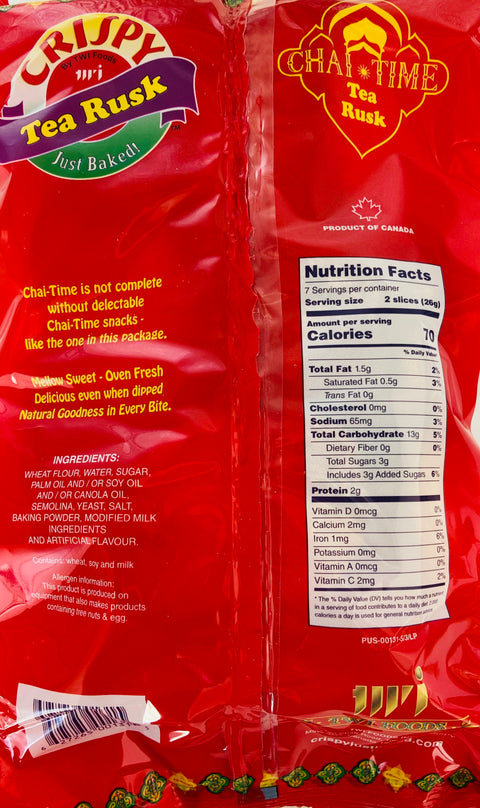 CRISPY
BY TWI Foods
Tea Rusk
TM
Just Baked!
CHAI TIME
Tea
Rusk
PRODUCT OF CANADA
Chai-Time is not complete
without delectable
Chai-Time snacks -
like the one in this package.
Mellow Sweet - Oven Fresh
Delicious even when dipped
Natural Goodness in Every Bite.
INGREDIENTS:
WHEAT FLOUR, WATER, SUGAR,
PALM OIL AND / OR SOY OIL
AND / OR CANOLA OIL,
SEMOLINA, YEAST, SALT,
BAKING POWDER, MODIFIED MILK
INGREDIENTS
AND ARTIFICIAL FLAVOUR.
Contains: wheat, soy and milk
Allergen information:
This product is produced on
equipment that also makes products
containing tree nuts & egg.
Nutrition Facts
7 Servings per container
Serving size 2 slices (26g)
Amount per serving
Calories 70
% Daily Value
Total Fat 1.5g 2%
Saturated Fat 0.5g 3%
Trans Fat 0g
Cholesterol 0mg 0%
Sodium 65mg 3%
Total Carbohydrate 13g 5%
Dietary Fiber 0g 0%
Total Sugars 3g
Includes 3g Added Sugars 6%
Protein 2g
Vitamin D 0mcg 0%
Calcium 2mg 0%
Iron 1mg 6%
Potassium 0mg 0%
Vitamin A 0mcg 0%
Vitamin C 2mg 2%
* The % Daily Value (DV) tells you how much a nutrient
in a serving of food contributes to a daily diet. 2,000
calories a day is used for general nutrition
PUS-00131-5/3/LP
TWI FOODS